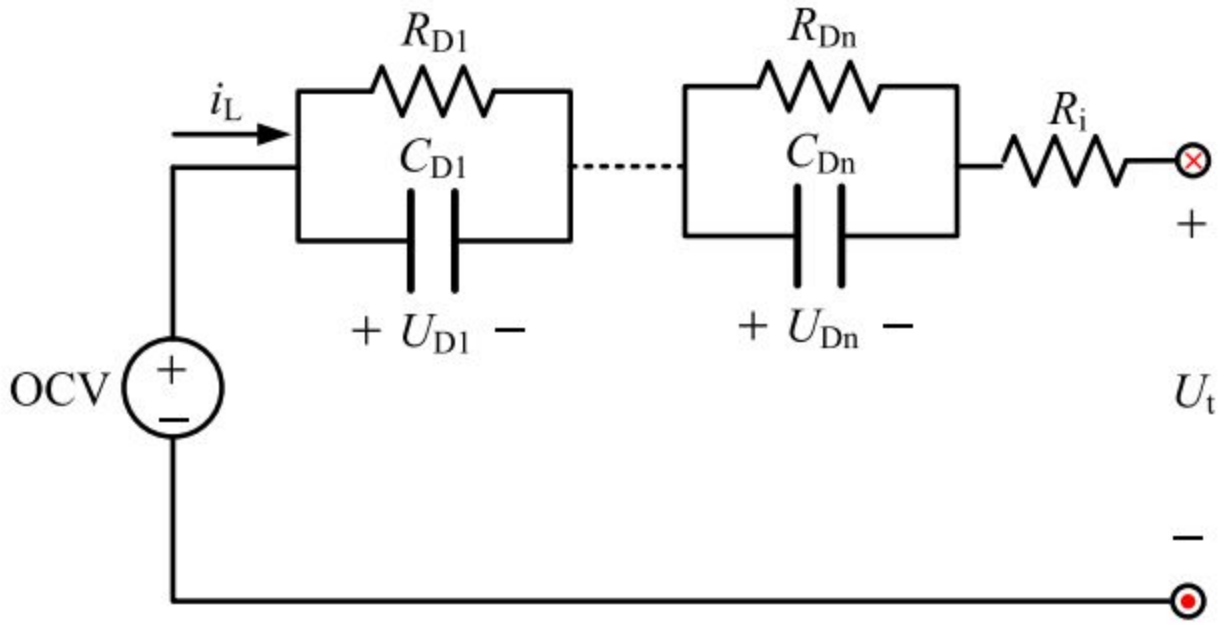 R_D1
R_Dn
i_L
C_D1
C_Dn
R_i
+
+ U_D1 −
+ U_Dn −
OCV
+
−
U_t
−